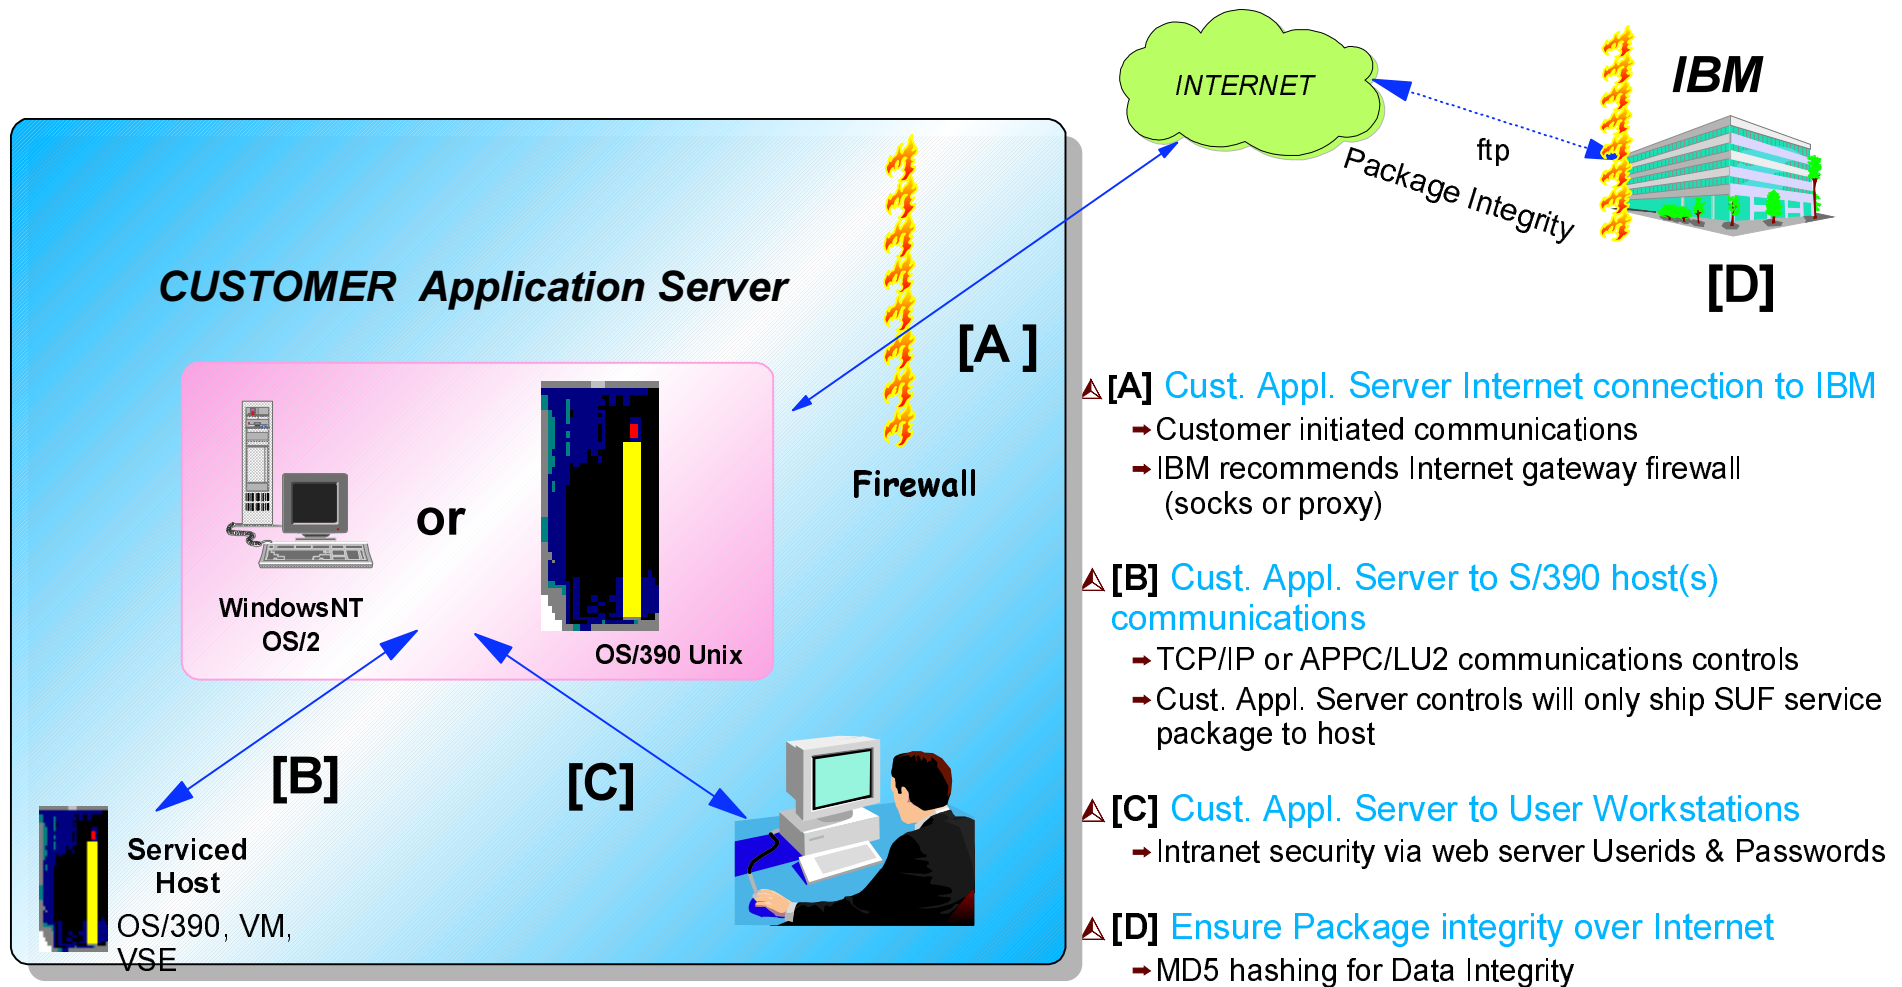 INTERNET
IBM
ftp
Package Integrity
[D]
CUSTOMER Application Server
[A ]
Firewall
or
WindowsNT
OS/2
OS/390 Unix
[B]
[C]
Serviced
Host
OS/390, VM,
VSE
[A] Cust. Appl. Server Internet connection to IBM
Customer initiated communications
IBM recommends Internet gateway firewall
(socks or proxy)
[B] Cust. Appl. Server to S/390 host(s)
communications
TCP/IP or APPC/LU2 communications controls
Cust. Appl. Server controls will only ship SUF service
package to host
[C] Cust. Appl. Server to User Workstations
Intranet security via web server Userids & Passwords
[D] Ensure Package integrity over Internet
MD5 hashing for Data Integrity